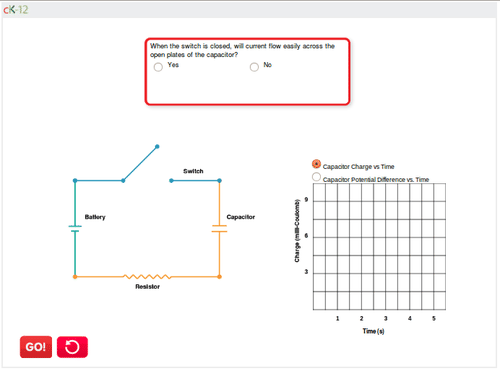 cK-12
When the switch is closed, will current flow easily across the
open plates of the capacitor?
Yes
No
Switch
Battery
Capacitor
Resistor
Capacitor Charge vs Time
Capacitor Potential Difference vs. Time
Charge (milli-Coulomb)
9
6
3
1 2 3 4 5
Time (s)
GO!